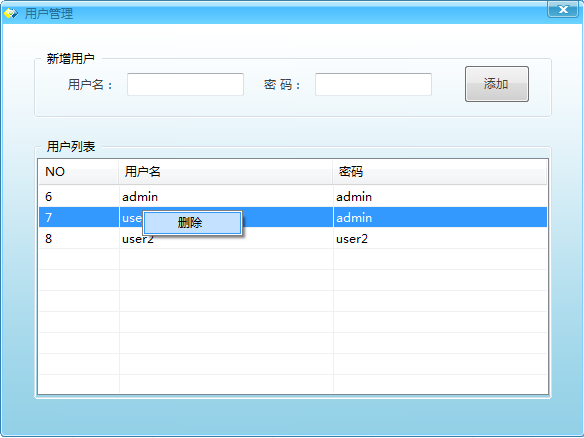 用户管理
新增用户
用户名： 密 码： 添加
用户列表
NO 用户名 密码
6 admin admin
7 admin
删除
8 user2 user2